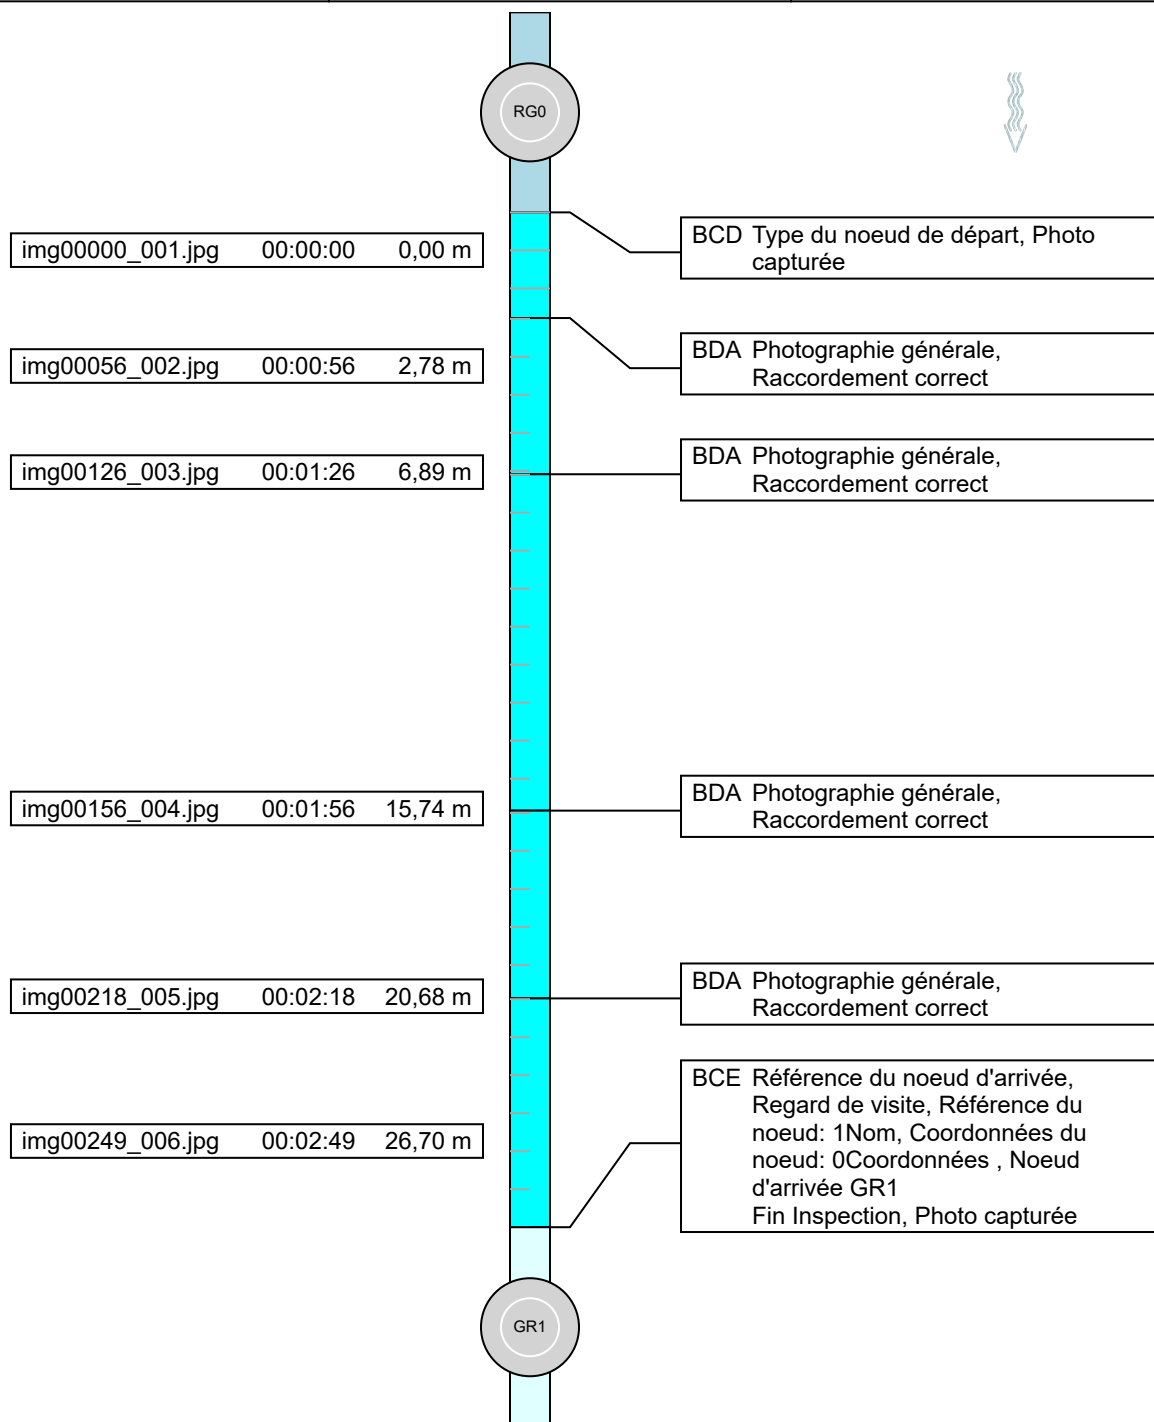 RG0
img00000_001.jpg 00:00:00 0,00 m
BCD Type du noeud de départ, Photo
capturée
img00056_002.jpg 00:00:56 2,78 m
BDA Photographie générale,
Raccordement correct
img00126_003.jpg 00:01:26 6,89 m
BDA Photographie générale,
Raccordement correct
img00156_004.jpg 00:01:56 15,74 m
BDA Photographie générale,
Raccordement correct
img00218_005.jpg 00:02:18 20,68 m
BDA Photographie générale,
Raccordement correct
img00249_006.jpg 00:02:49 26,70 m
BCE Référence du noeud d'arrivée,
Regard de visite, Référence du
noeud: 1Nom, Coordonnées du
noeud: 0Coordonnées , Noeud
d'arrivée GR1
Fin Inspection, Photo capturée
GR1